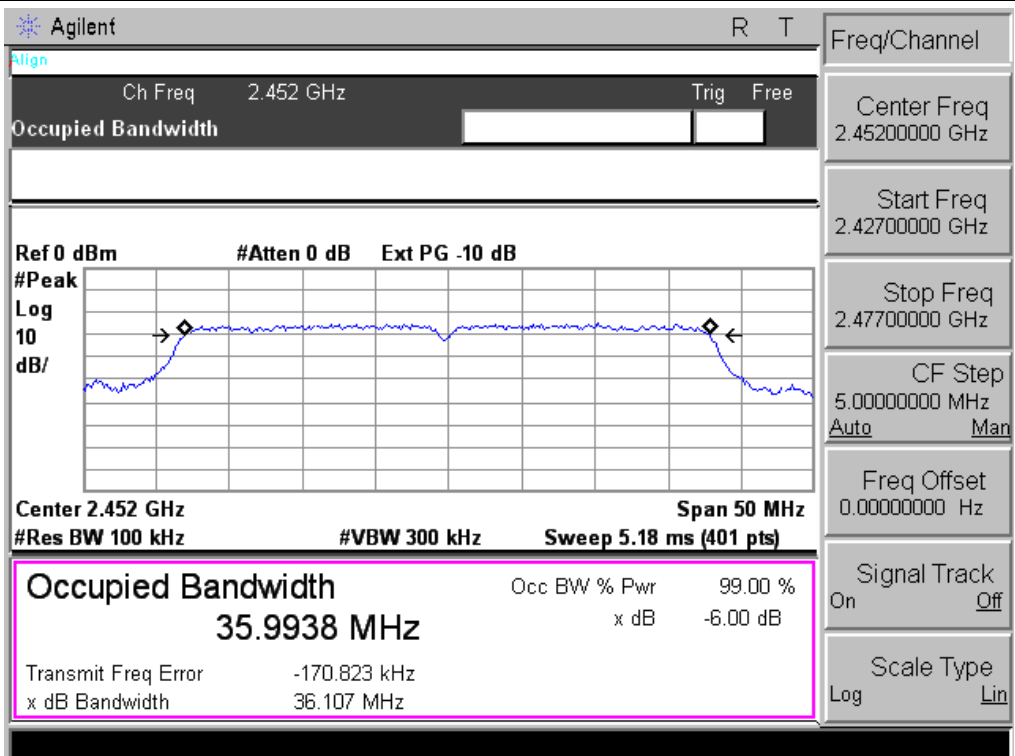 Agilent R T
Align
Ch Freq 2.452 GHz Trig Free
Occupied Bandwidth
Ref 0 dBm #Atten 0 dB Ext PG -10 dB
#Peak
Log
10
dB/
Center 2.452 GHz Span 50 MHz
#Res BW 100 kHz #VBW 300 kHz Sweep 5.18 ms (401 pts)
Occupied Bandwidth Occ BW % Pwr 99.00 %
35.9938 MHz x dB -6.00 dB
Transmit Freq Error -170.823 kHz
x dB Bandwidth 36.107 MHz
Freq/Channel
Center Freq
2.45200000 GHz
Start Freq
2.42700000 GHz
Stop Freq
2.47700000 GHz
CF Step
5.00000000 MHz
Auto Man
Freq Offset
0.00000000 Hz
Signal Track
On Off
Scale Type
Log Lin